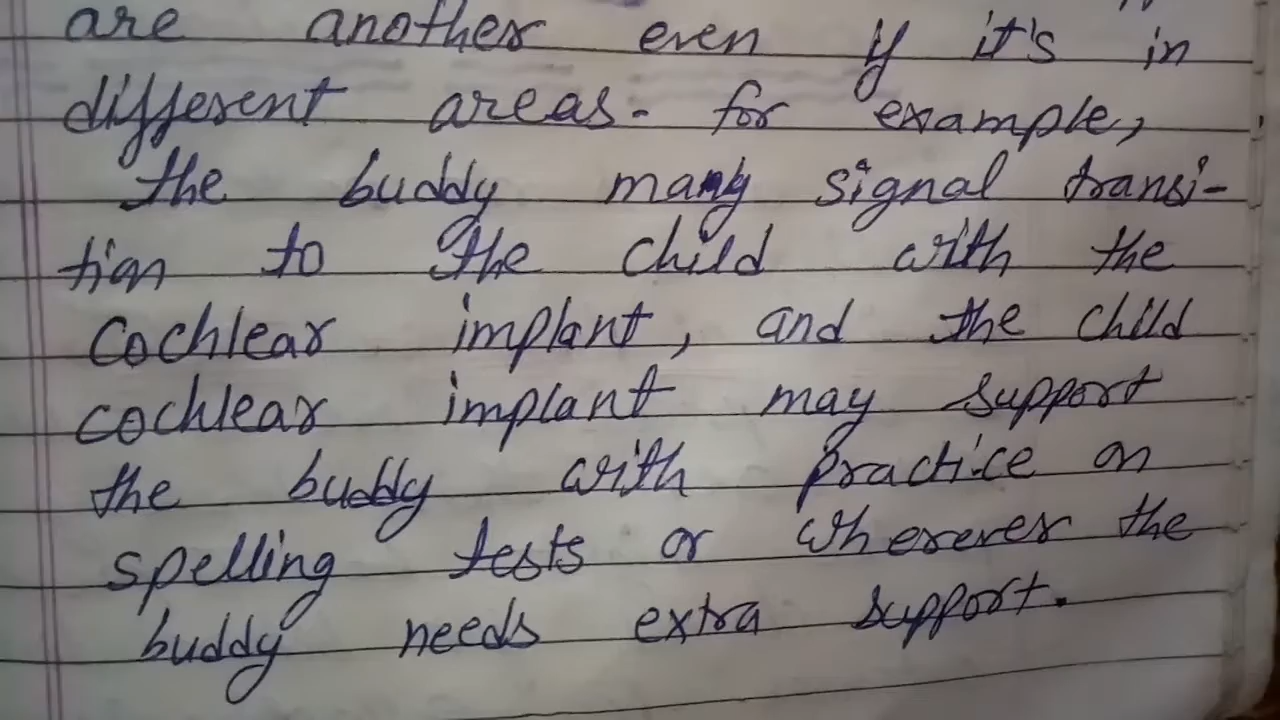 are another even if it's in
different areas. for example,
the buddy many signal transi-
tion to the child with the
cochlear implant, and the child
cochlear implant may support
the buddy with practice on
spelling tests or wherever the
buddy needs extra support.